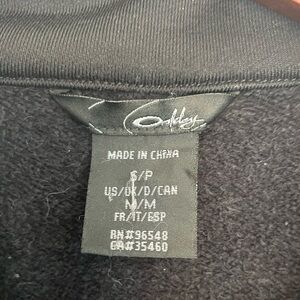 Oakley
MADE IN CHINA
S/P
US/UK/D/CAN
M/M
FR/IT/ESP
RN#96548
CA#35460